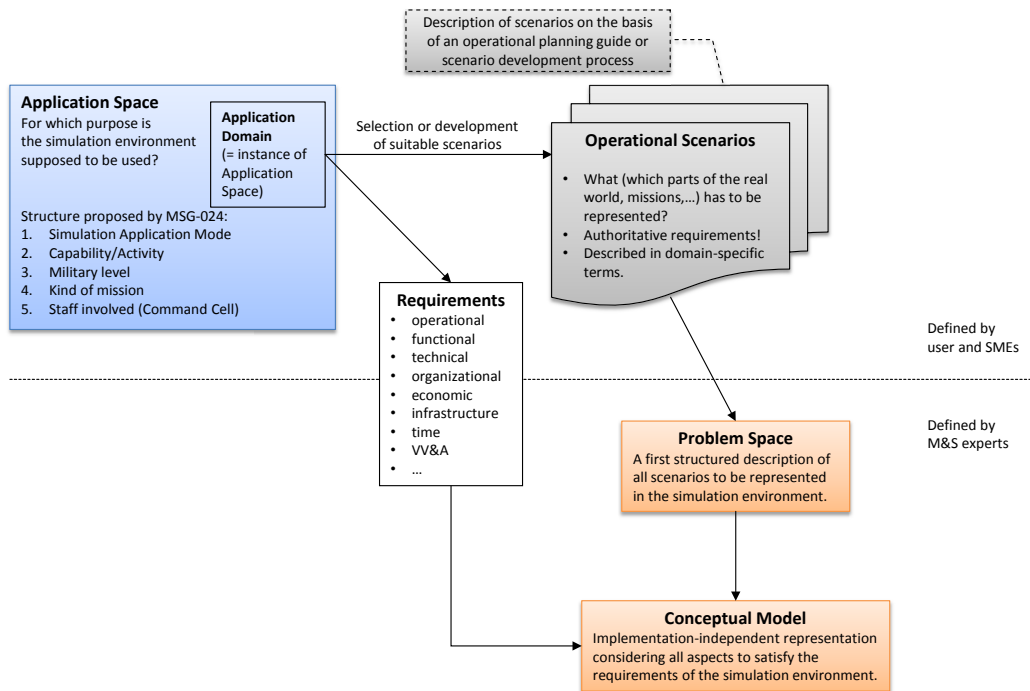 Description of scenarios on the basis
of an operational planning guide or
scenario development process
Application Space
For which purpose is
the simulation environment
supposed to be used?
Application
Domain
(= instance of
Application
Space)
Structure proposed by MSG-024:
1. Simulation Application Mode
2. Capability/Activity
3. Military level
4. Kind of mission
5. Staff involved (Command Cell)
Selection or development
of suitable scenarios
Operational Scenarios
• What (which parts of the real
world, missions,...) has to be
represented?
• Authoritative requirements!
• Described in domain-specific
terms.
Requirements
• operational
• functional
• technical
• organizational
• economic
• infrastructure
• time
• VV&A
• ...
Defined by
user and SMEs
Defined by
M&S experts
Problem Space
A first structured description of
all scenarios to be represented
in the simulation environment.
Conceptual Model
Implementation-independent representation
considering all aspects to satisfy the
requirements of the simulation environment.